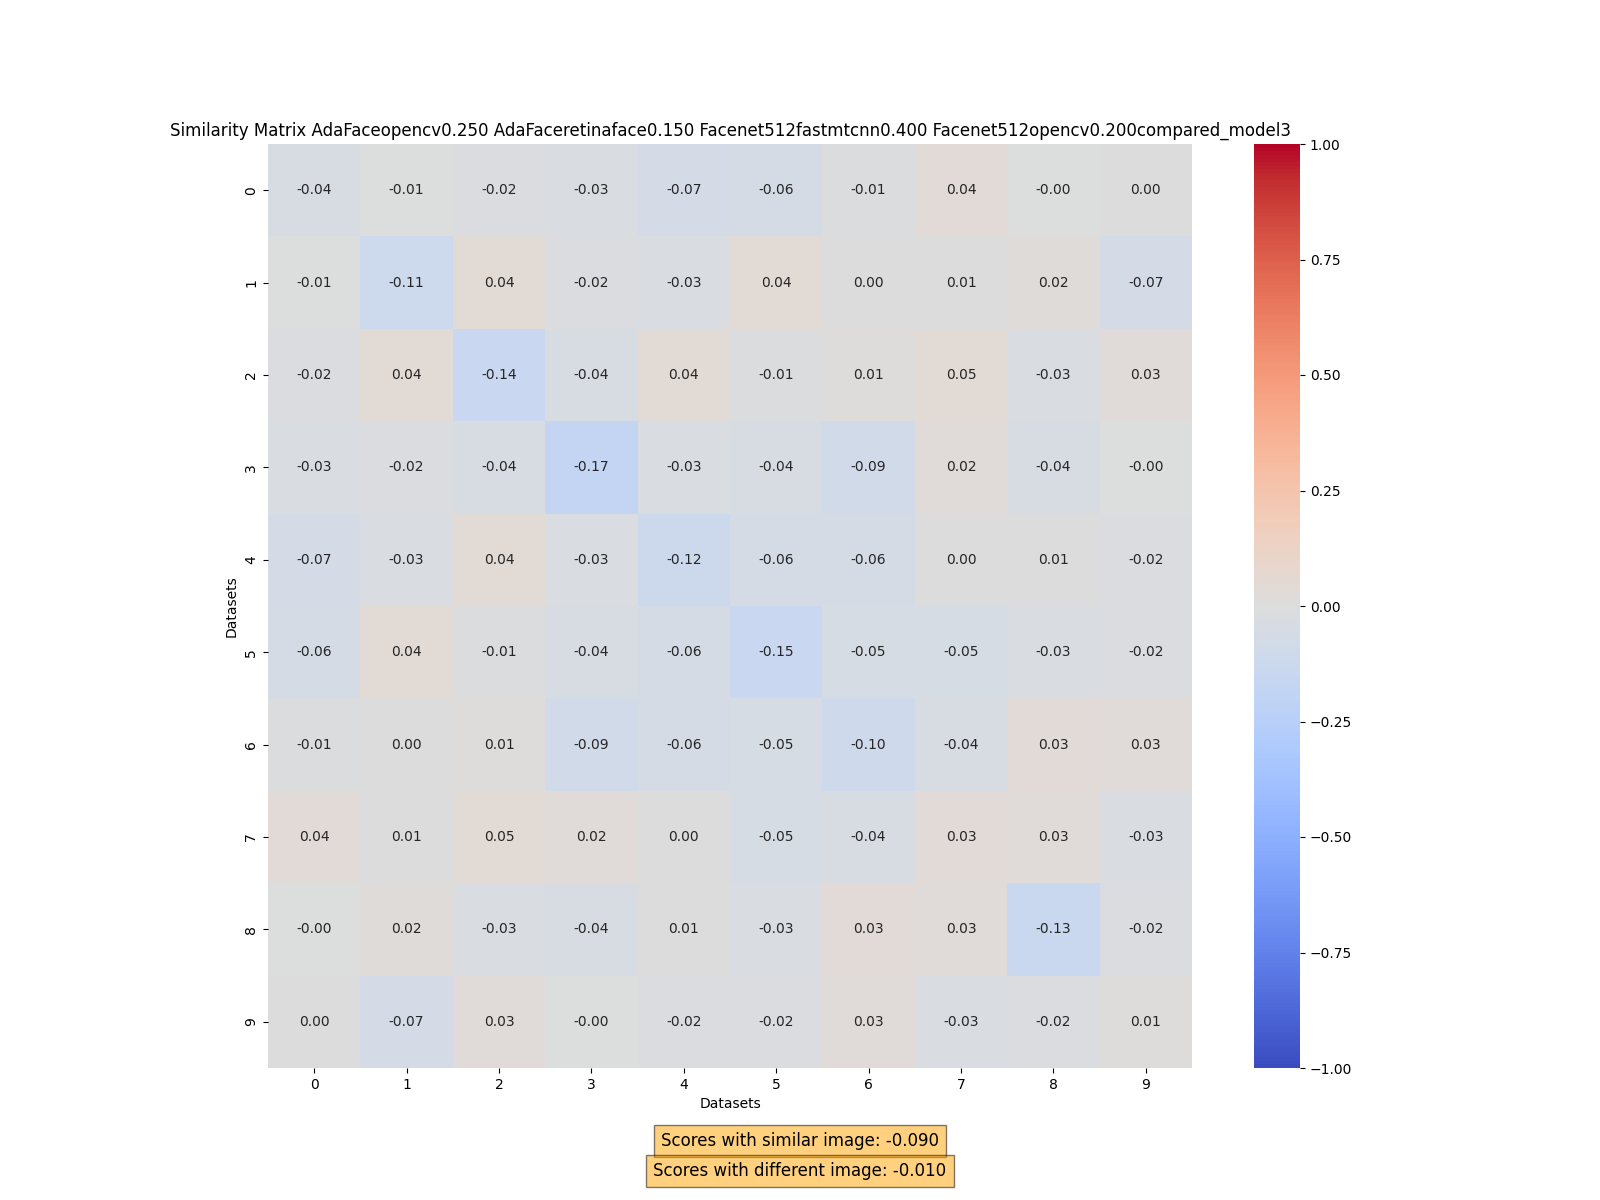 Similarity Matrix AdaFaceopencv0.250 AdaFaceretinaface0.150 Facenet512fastmtcnn0.400 Facenet512opencv0.200compared_model3
0 -0.04 -0.01 -0.02 -0.03 -0.07 -0.06 -0.01 0.04 -0.00 0.00
1 -0.01 -0.11 0.04 -0.02 -0.03 0.04 0.00 0.01 0.02 -0.07
2 -0.02 0.04 -0.14 -0.04 0.04 -0.01 0.01 0.05 -0.03 0.03
3 -0.03 -0.02 -0.04 -0.17 -0.03 -0.04 -0.09 0.02 -0.04 -0.00
4 -0.07 -0.03 0.04 -0.03 -0.12 -0.06 -0.06 0.00 0.01 -0.02
5 -0.06 0.04 -0.01 -0.04 -0.06 -0.15 -0.05 -0.05 -0.03 -0.02
6 -0.01 0.00 0.01 -0.09 -0.06 -0.05 -0.10 -0.04 0.03 0.03
7 0.04 0.01 0.05 0.02 0.00 -0.05 -0.04 0.03 0.03 -0.03
8 -0.00 0.02 -0.03 -0.04 0.01 -0.03 0.03 0.03 -0.13 -0.02
9 0.00 -0.07 0.03 -0.00 -0.02 -0.02 0.03 -0.03 -0.02 0.01
0 1 2 3 4 5 6 7 8 9
Datasets
Datasets
1.00
0.75
0.50
0.25
0.00
−0.25
−0.50
−0.75
−1.00
Scores with similar image: -0.090
Scores with different image: -0.010